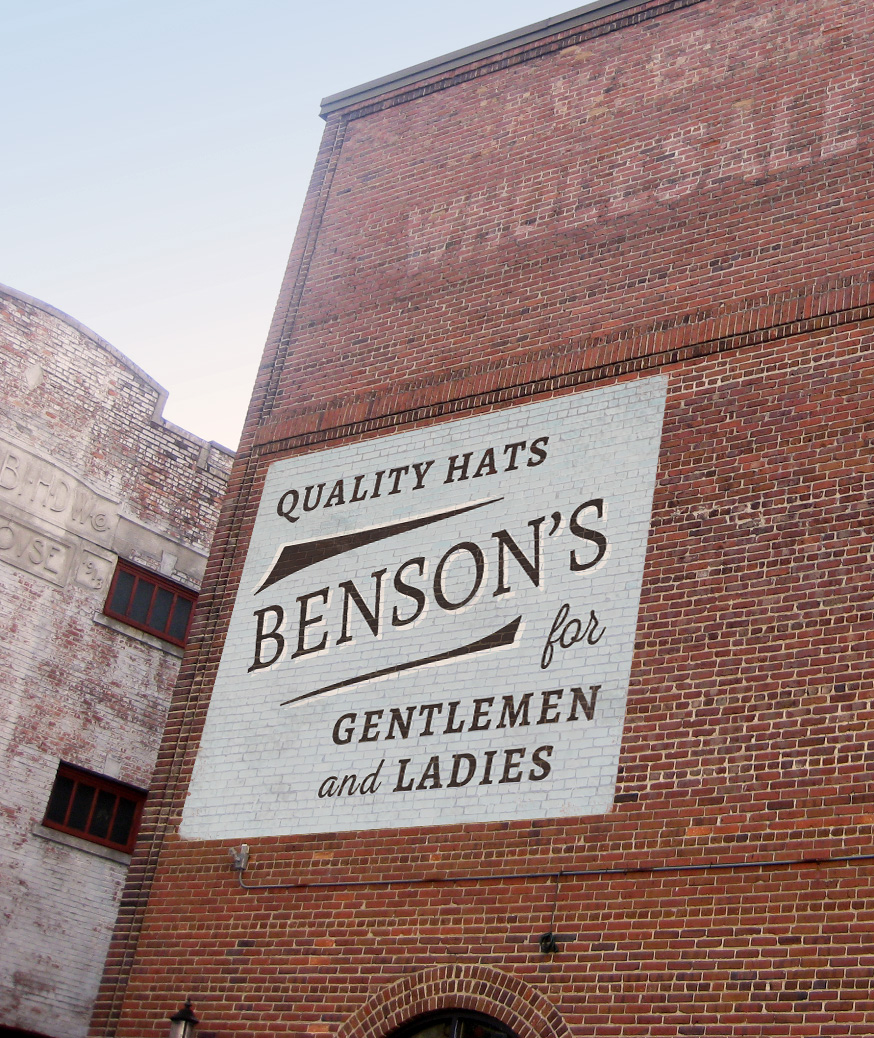 QUALITY HATS
BENSON'S
for
GENTLEMEN
and LADIES